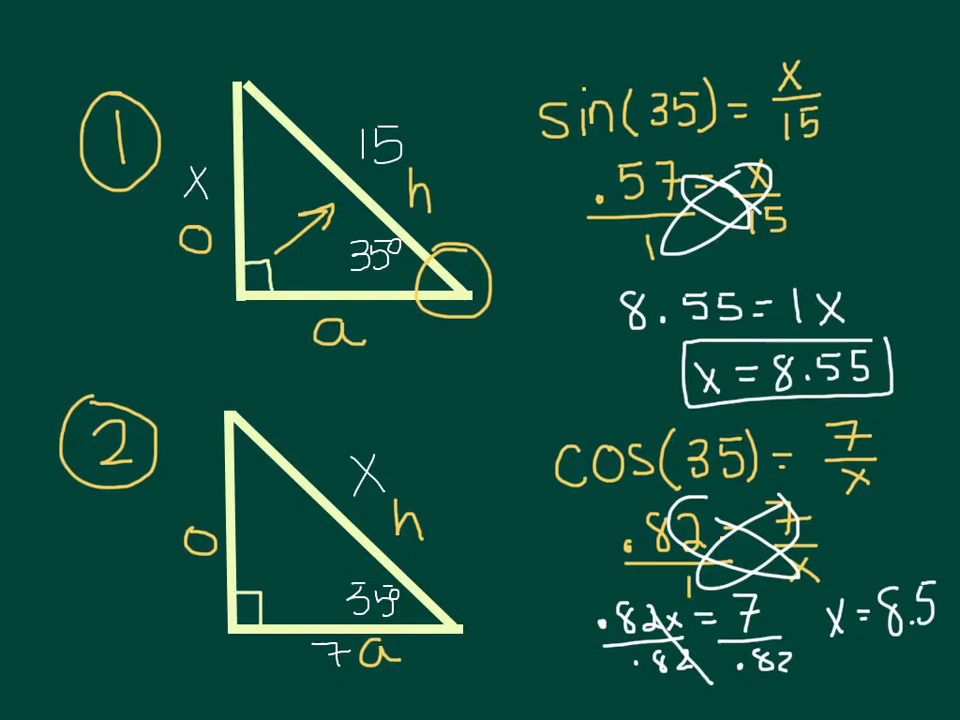 1
x
o
15
h
35°
a
sin(35) = x/15
.57/1 = x/15
8.55 = 1x
x = 8.55
2
o
x
h
35°
7 a
cos(35) = 7/x
.82/1 = 7/x
.82x/.82 = 7/.82
x = 8.5